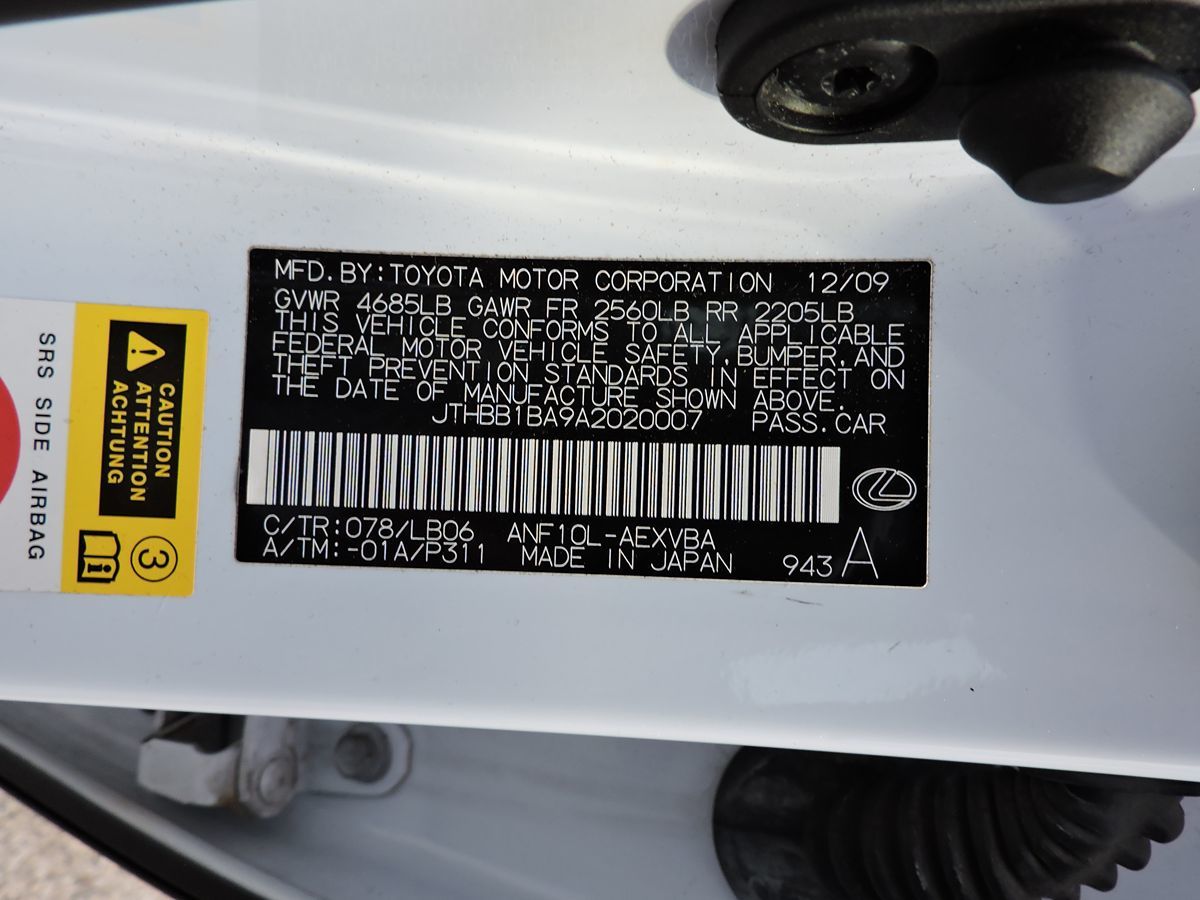 MFD.BY:TOYOTA MOTOR CORPORATION 12/09
GVWR 4685LB GAWR FR 2560LB RR 2205LB
THIS VEHICLE CONFORMS TO ALL APPLICABLE
FEDERAL MOTOR VEHICLE SAFETY,BUMPER,AND
THEFT PREVENTION STANDARDS IN EFFECT ON
THE DATE OF MANUFACTURE SHOWN ABOVE.
JTHBB1BA9A2020007 PASS.CAR
C/TR:078/LB06 ANF10L-AEXVBA
A/TM:-01A/P311 MADE IN JAPAN 943 A
CAUTION
ATTENTION
ACHTUNG
3
SRS SIDE AIRBAG